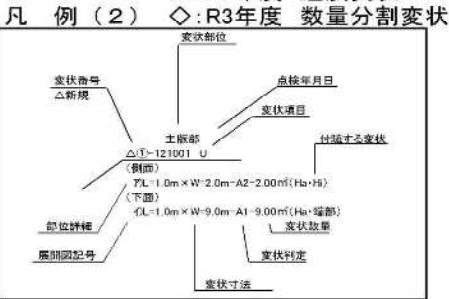 凡 例(2) ◇:R3年度 数量分割変状
変状部位
変状番号
△新規
点検年月日
変状項目
主版部
付随する変状
△①-121001 U
(側面)
ア)L=1.0m×W=2.0m-A2-2.00㎡(Ha・Hi)
(下面)
イ)L=1.0m×W=9.0m-A1-9.00㎡(Ha・端部)
部位詳細
変状数量
展開図記号
変状判定
変状寸法